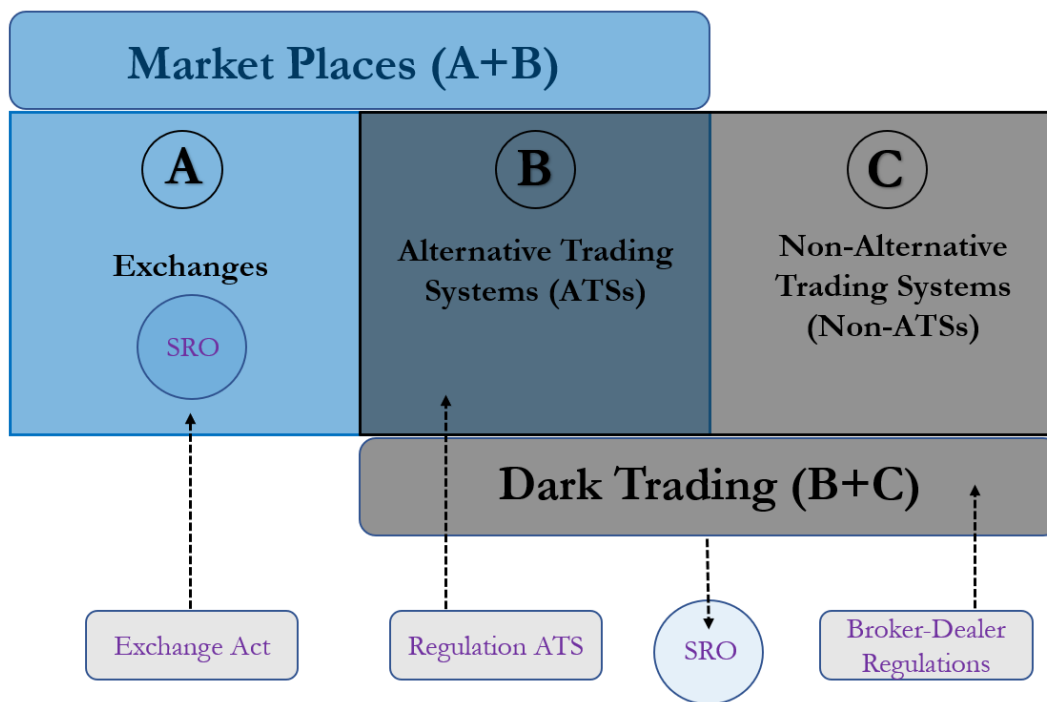 Market Places (A+B)
A
B
C
Exchanges
SRO
Alternative Trading
Systems (ATSs)
Non-Alternative
Trading Systems
(Non-ATSs)
Dark Trading (B+C)
Exchange Act
Regulation ATS
SRO
Broker-Dealer
Regulations